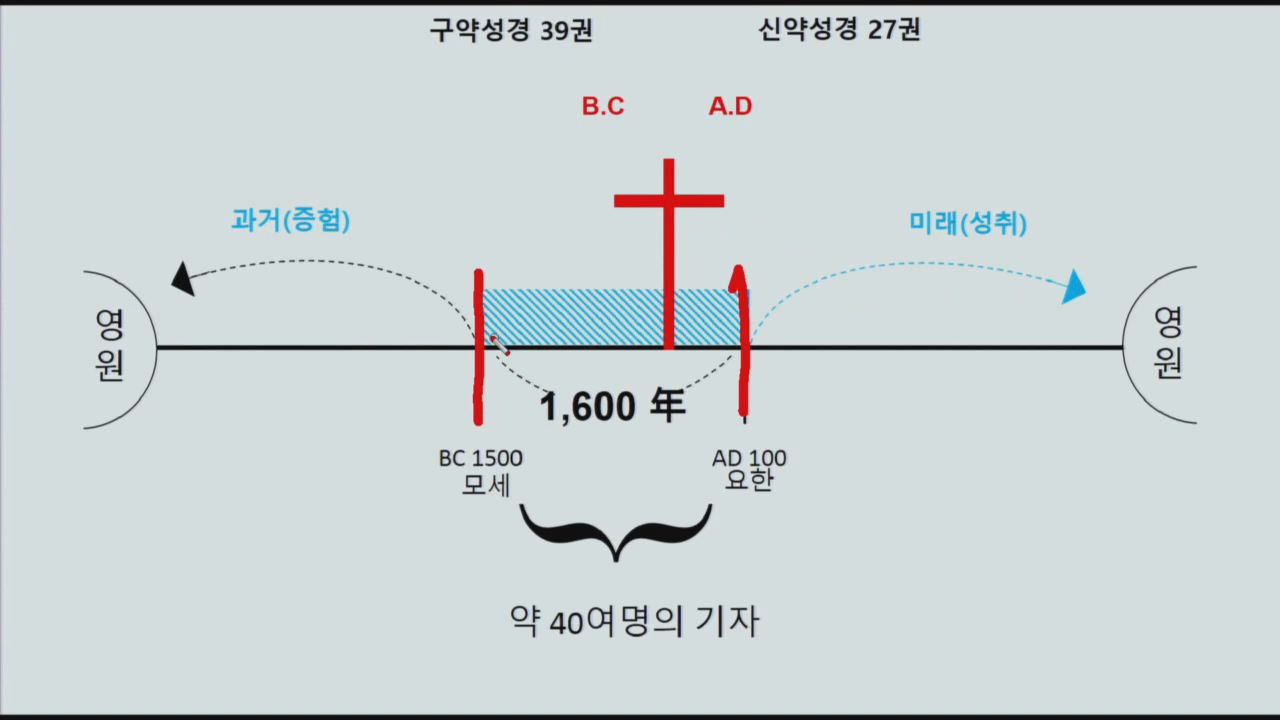 구약성경 39권
신약성경 27권
B.C
A.D
과거(증험)
미래(성취)
영원
영원
1,600 年
BC 1500
모세
AD 100
요한
약 40여명의 기자